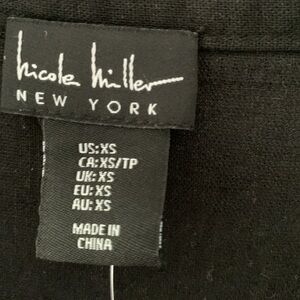 nicole miller
NEW YORK
US: XS
CA: XS/TP
UK: XS
EU: XS
AU: XS
MADE IN
CHINA